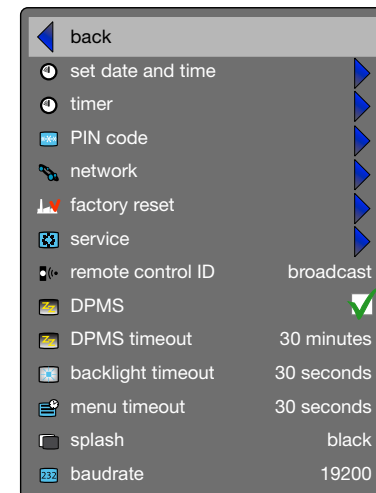 back
set date and time
timer
PIN code
network
factory reset
service
remote control ID broadcast
DPMS
DPMS timeout 30 minutes
backlight timeout 30 seconds
menu timeout 30 seconds
splash black
232 baudrate 19200